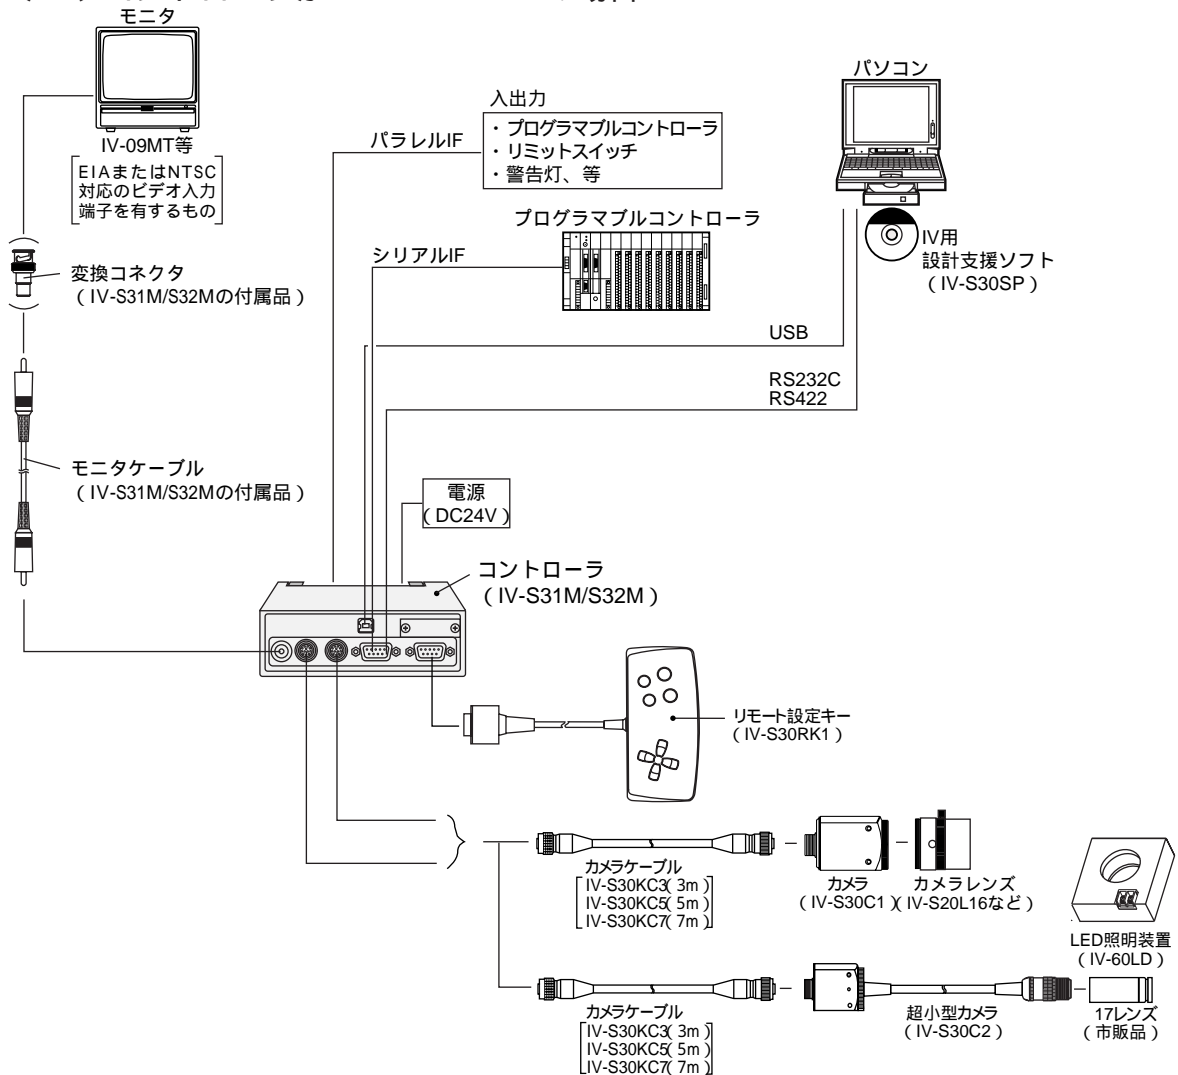 モニタ
IV-09MT等
EIAまたはNTSC
対応のビデオ入力
端子を有するもの
変換コネクタ
(IV-S31M/S32Mの付属品)
モニタケーブル
(IV-S31M/S32Mの付属品)
パラレルIF
入出力
・プログラマブルコントローラ
・リミットスイッチ
・警告灯、等
プログラマブルコントローラ
シリアルIF
パソコン
IV用
設計支援ソフト
(IV-S30SP)
USB
RS232C
RS422
電源
(DC24V)
コントローラ
(IV-S31M/S32M)
リモート設定キー
(IV-S30RK1)
カメラケーブル
IV-S30KC3(3m)
IV-S30KC5(5m)
IV-S30KC7(7m)
カメラ
(IV-S30C1)
カメラレンズ
(IV-S20L16など)
LED照明装置
(IV-60LD)
カメラケーブル
IV-S30KC3(3m)
IV-S30KC5(5m)
IV-S30KC7(7m)
超小型カメラ
(IV-S30C2)
17レンズ
(市販品)